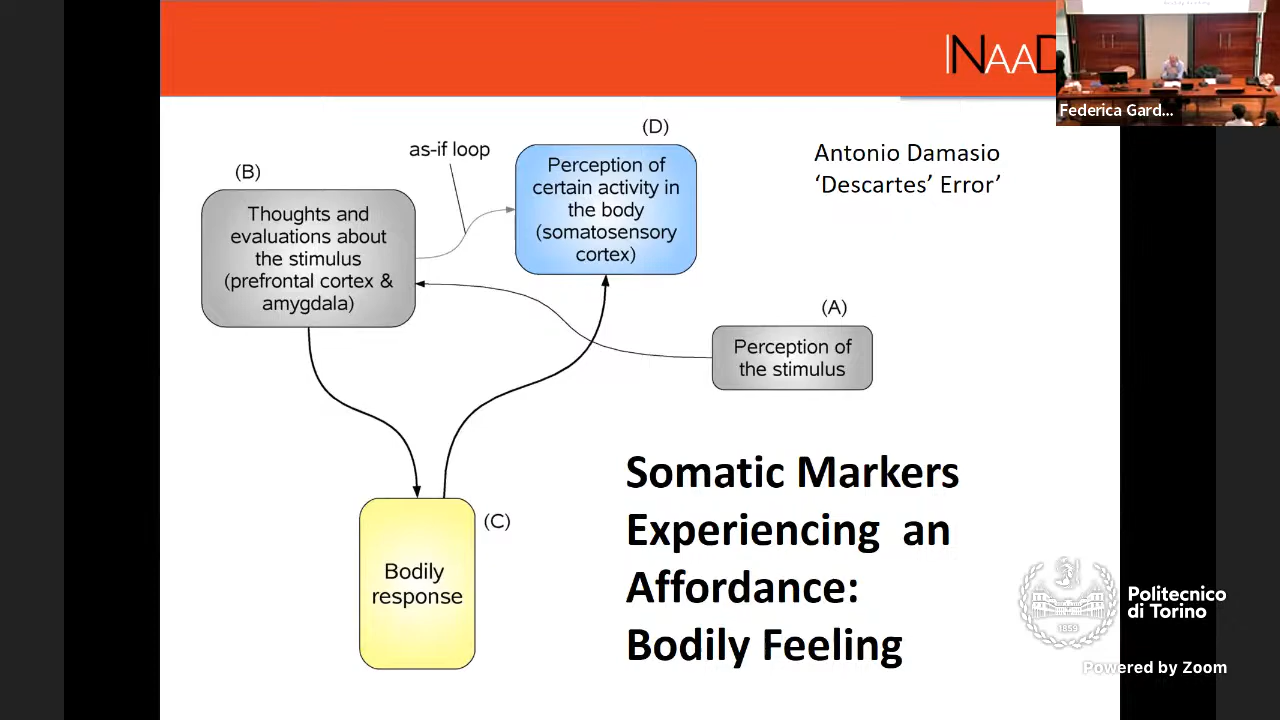 Federica Gard...
Antonio Damasio
‘Descartes’ Error’
(D)
as-if loop
Perception of
certain activity in
the body
(somatosensory
cortex)
(B)
Thoughts and
evaluations about
the stimulus
(prefrontal cortex &
amygdala)
(A)
Perception of
the stimulus
(C)
Bodily
response
Somatic Markers
Experiencing an
Affordance:
Bodily Feeling
1859
Politecnico
di Torino
Powered by Zoom